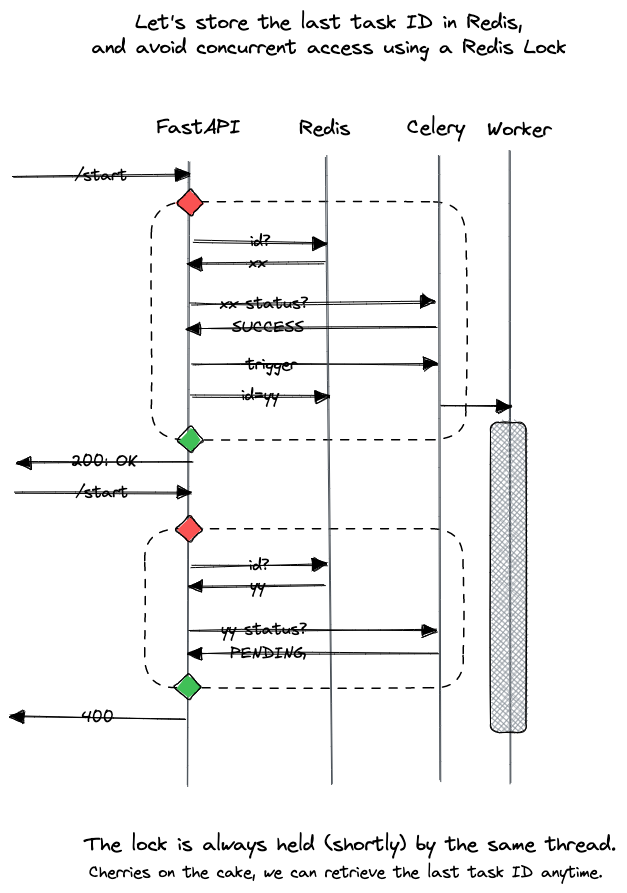 Let's store the last task ID in Redis,
and avoid concurrent access using a Redis Lock
FastAPI Redis Celery Worker
/start
id?
xx
xx status?
SUCCESS
trigger
id=yy
200: OK
/start
id?
yy
yy status?
PENDING
400
The lock is always held (shortly) by the same thread.
Cherries on the cake, we can retrieve the last task ID anytime.